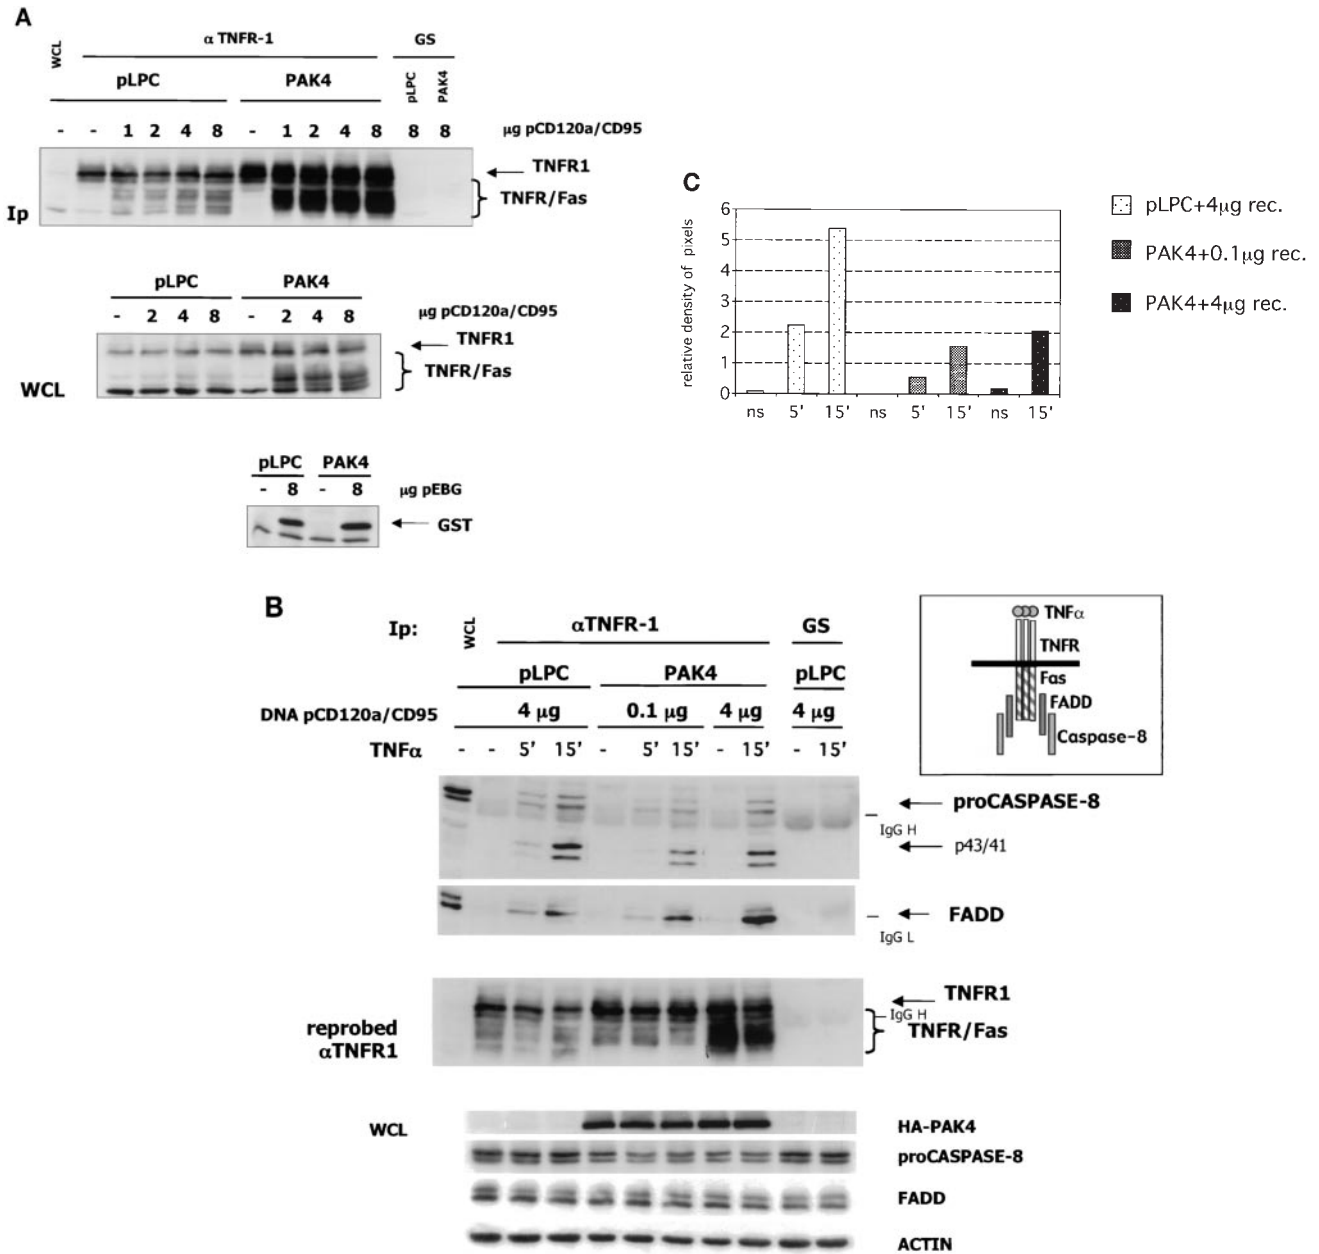 A
WCL
α TNFR-1
GS
pLPC
PAK4
pLPC
PAK4
- - 1 2 4 8 - 1 2 4 8 μg pCD120a/CD95 8 8
TNFR1
TNFR/Fas
Ip
pLPC
PAK4
- 2 4 8 - 2 4 8 μg pCD120a/CD95
TNFR1
TNFR/Fas
WCL
pLPC PAK4
- 8 - 8 μg pEBG
GST
C
relative density of pixels
6
5
4
3
2
1
0
ns 5' 15' ns 5' 15' ns 15'
pLPC+4μg rec.
PAK4+0.1μg rec.
PAK4+4μg rec.
B
Ip:
WCL
αTNFR-1
GS
pLPC
PAK4
pLPC
DNA pCD120a/CD95 4 μg 0.1 μg 4 μg 4 μg
TNFα - - 5' 15' - 5' 15' - 15' - 15'
proCASPASE-8
IgG H
p43/41
FADD
IgG L
TNFR1
IgG H
TNFR/Fas
reprobed
αTNFR1
WCL
HA-PAK4
proCASPASE-8
FADD
ACTIN
TNFα
TNFR
Fas
FADD
Caspase-8